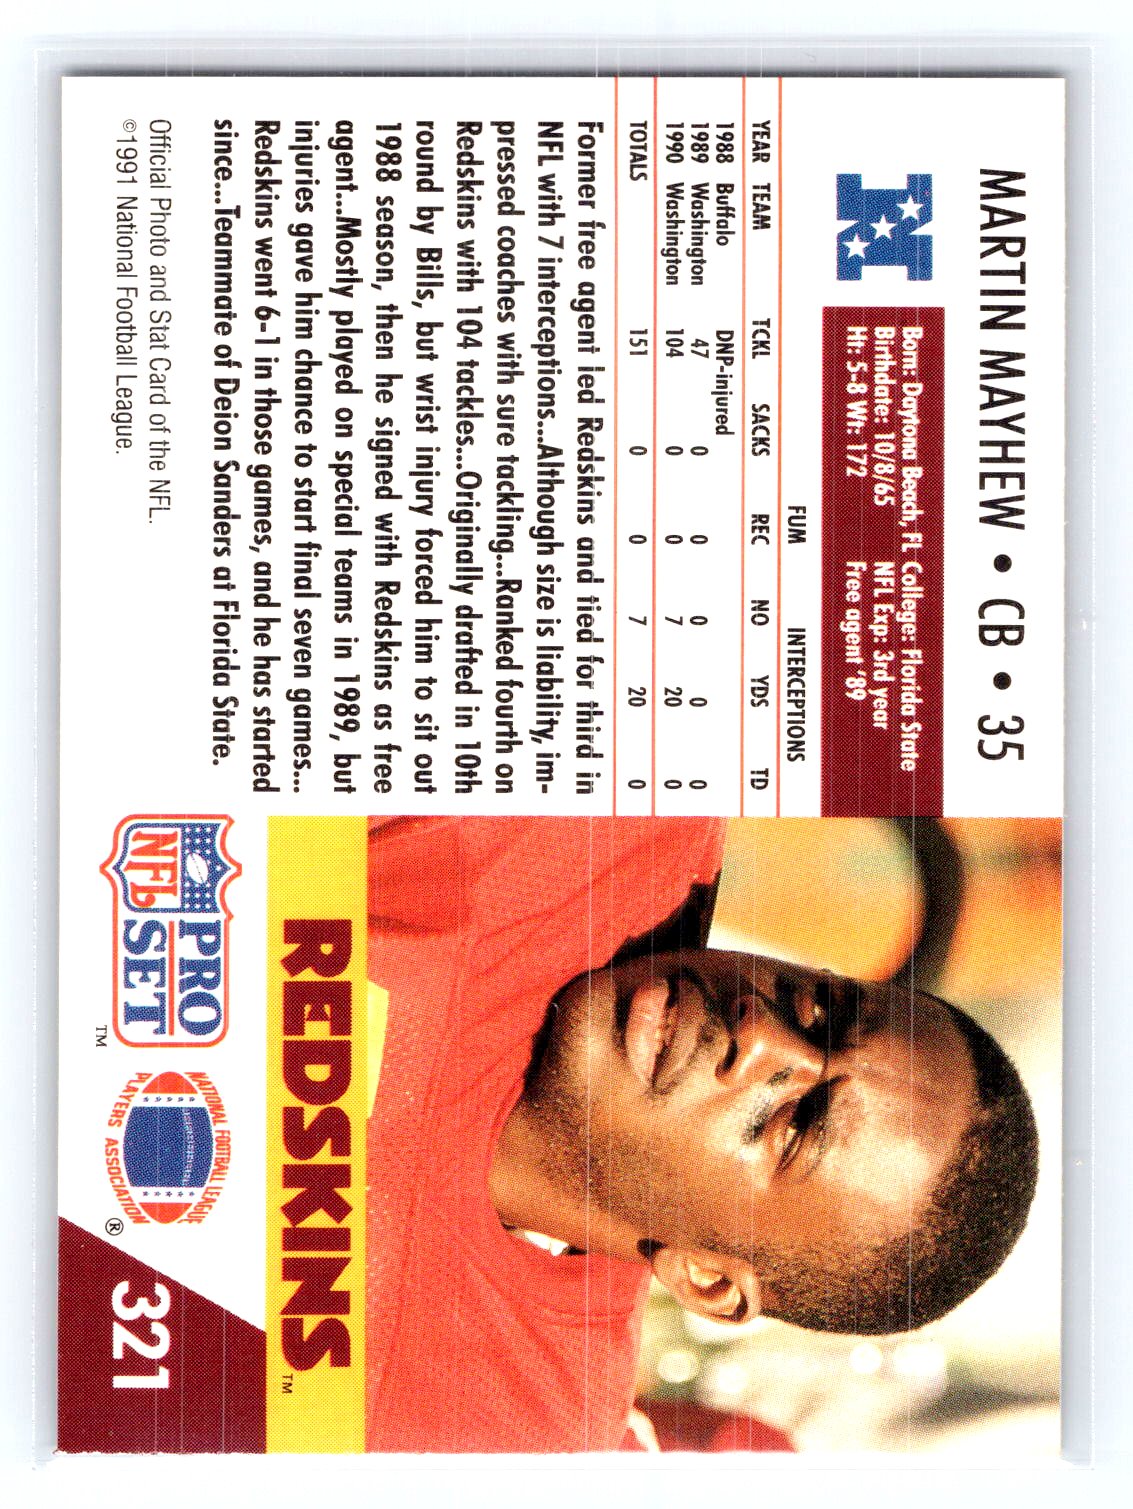 MARTIN MAYHEW • CB • 35
N
Born: Daytona Beach, FL College: Florida State
Birthdate: 10/8/65 NFL Exp: 3rd year
Ht: 5-8 Wt: 172 Free agent '89
FUM INTERCEPTIONS
YEAR TEAM TCKL SACKS REC NO YDS TD
1988 Buffalo DNP-injured
1989 Washington 47 0 0 0 0 0
1990 Washington 104 0 0 7 20 0
TOTALS 151 0 0 7 20 0
Former free agent led Redskins and tied for third in
NFL with 7 interceptions...Although size is liability, im-
pressed coaches with sure tackling...Ranked fourth on
Redskins with 104 tackles...Originally drafted in 10th
round by Bills, but wrist injury forced him to sit out
1988 season, then he signed with Redskins as free
agent...Mostly played on special teams in 1989, but
injuries gave him chance to start final seven games...
Redskins went 6-1 in those games, and he has started
since...Teammate of Deion Sanders at Florida State.
Official Photo and Stat Card of the NFL.
©1991 National Football League.
REDSKINS™
NFL
PRO
SET
™
NATIONAL FOOTBALL LEAGUE
PLAYERS ASSOCIATION
®
321